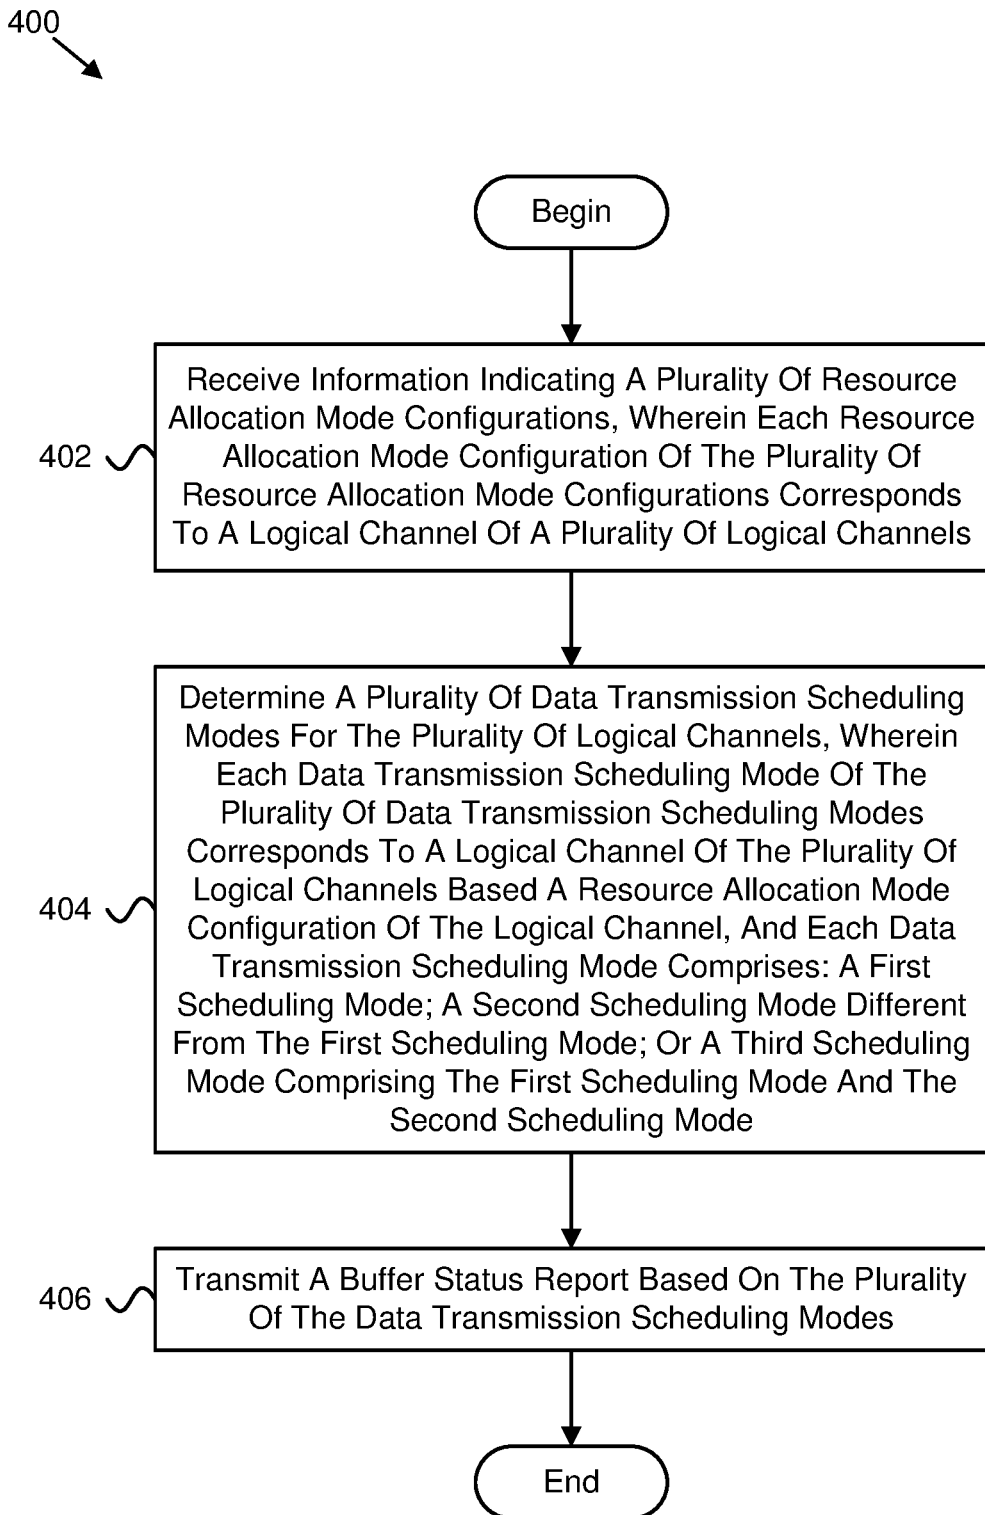 400
Begin
Receive Information Indicating A Plurality Of Resource
Allocation Mode Configurations, Wherein Each Resource
Allocation Mode Configuration Of The Plurality Of
Resource Allocation Mode Configurations Corresponds
To A Logical Channel Of A Plurality Of Logical Channels
402
Determine A Plurality Of Data Transmission Scheduling
Modes For The Plurality Of Logical Channels, Wherein
Each Data Transmission Scheduling Mode Of The
Plurality Of Data Transmission Scheduling Modes
Corresponds To A Logical Channel Of The Plurality Of
Logical Channels Based A Resource Allocation Mode
Configuration Of The Logical Channel, And Each Data
Transmission Scheduling Mode Comprises: A First
Scheduling Mode; A Second Scheduling Mode Different
From The First Scheduling Mode; Or A Third Scheduling
Mode Comprising The First Scheduling Mode And The
Second Scheduling Mode
404
Transmit A Buffer Status Report Based On The Plurality
Of The Data Transmission Scheduling Modes
406
End